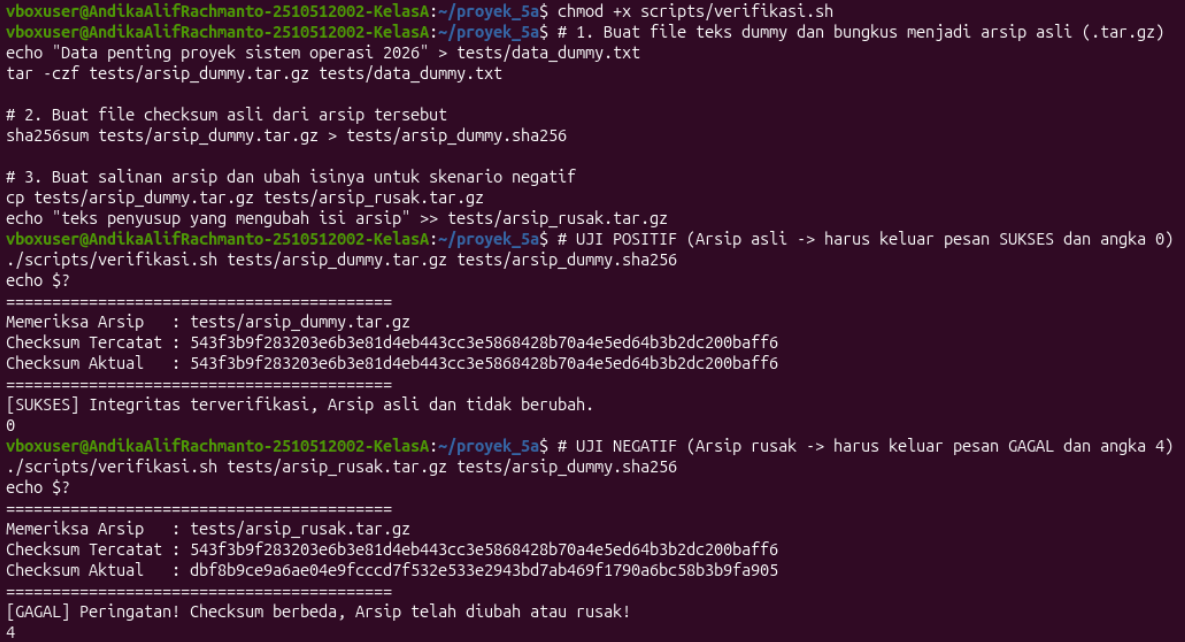 vboxuser@AndikaAlifRachmanto-2510512002-KelasA:~/proyek_5a$ chmod +x scripts/verifikasi.sh
vboxuser@AndikaAlifRachmanto-2510512002-KelasA:~/proyek_5a$ # 1. Buat file teks dummy dan bungkus menjadi arsip asli (.tar.gz)
echo "Data penting proyek sistem operasi 2026" > tests/data_dummy.txt
tar -czf tests/arsip_dummy.tar.gz tests/data_dummy.txt
# 2. Buat file checksum asli dari arsip tersebut
sha256sum tests/arsip_dummy.tar.gz > tests/arsip_dummy.sha256
# 3. Buat salinan arsip dan ubah isinya untuk skenario negatif
cp tests/arsip_dummy.tar.gz tests/arsip_rusak.tar.gz
echo "teks penyusup yang mengubah isi arsip" >> tests/arsip_rusak.tar.gz
vboxuser@AndikaAlifRachmanto-2510512002-KelasA:~/proyek_5a$ # UJI POSITIF (Arsip asli -> harus keluar pesan SUKSES dan angka 0)
./scripts/verifikasi.sh tests/arsip_dummy.tar.gz tests/arsip_dummy.sha256
echo $?
==========================================
Memeriksa Arsip   : tests/arsip_dummy.tar.gz
Checksum Tercatat : 543f3b9f283203e6b3e81d4eb443cc3e5868428b70a4e5ed64b3b2dc200baff6
Checksum Aktual   : 543f3b9f283203e6b3e81d4eb443cc3e5868428b70a4e5ed64b3b2dc200baff6
==========================================
[SUKSES] Integritas terverifikasi, Arsip asli dan tidak berubah.
0
vboxuser@AndikaAlifRachmanto-2510512002-KelasA:~/proyek_5a$ # UJI NEGATIF (Arsip rusak -> harus keluar pesan GAGAL dan angka 4)
./scripts/verifikasi.sh tests/arsip_rusak.tar.gz tests/arsip_dummy.sha256
echo $?
==========================================
Memeriksa Arsip   : tests/arsip_rusak.tar.gz
Checksum Tercatat : 543f3b9f283203e6b3e81d4eb443cc3e5868428b70a4e5ed64b3b2dc200baff6
Checksum Aktual   : dbf8b9ce9a6ae04e9fcccd7f532e533e2943bd7ab469f1790a6bc58b3b9fa905
==========================================
[GAGAL] Peringatan! Checksum berbeda, Arsip telah diubah atau rusak!
4